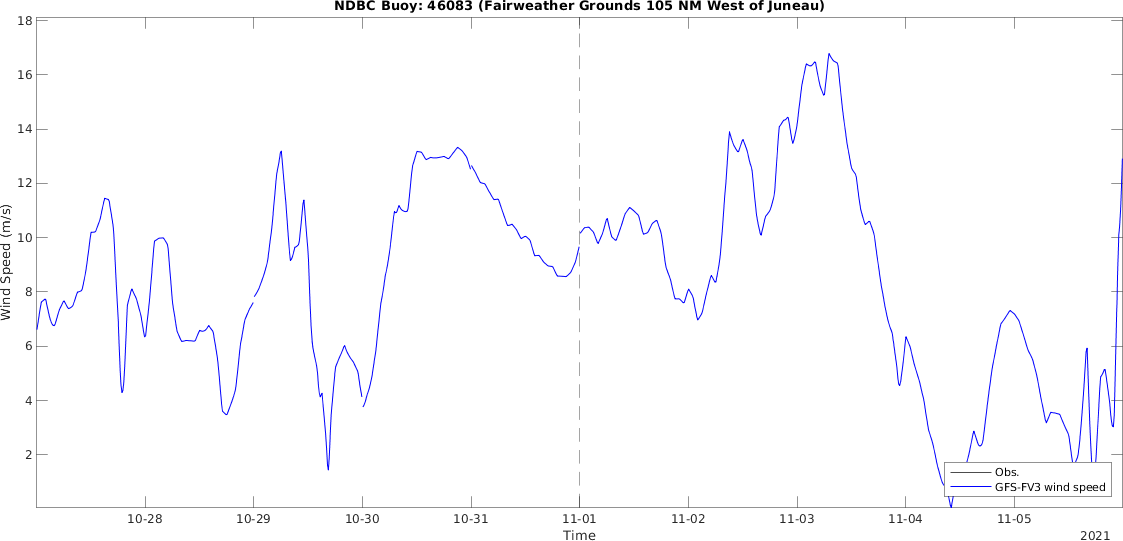 NDBC Buoy: 46083 (Fairweather Grounds 105 NM West of Juneau)
18
16
14
12
10
8
6
4
2
Wind Speed (m/s)
Obs.
GFS-FV3 wind speed
10-28 10-29 10-30 10-31 11-01 11-02 11-03 11-04 11-05
Time
2021